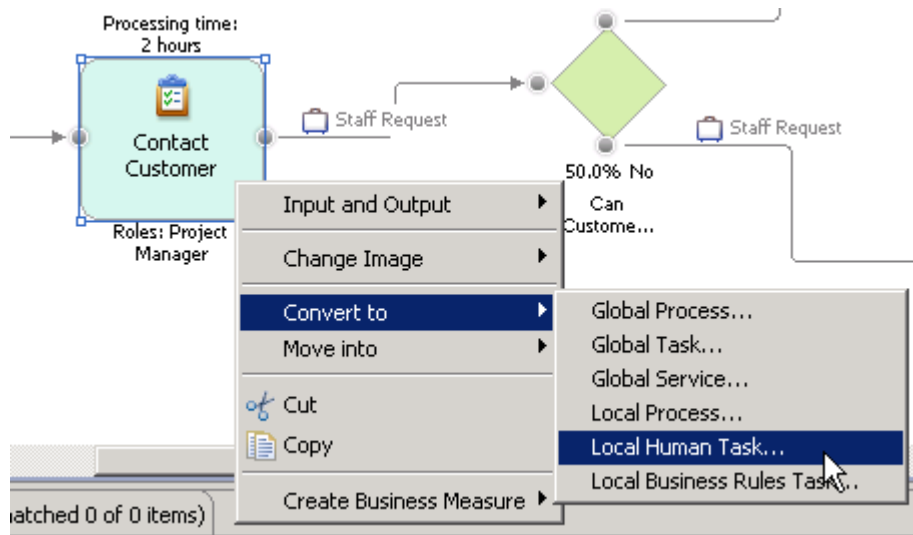 Processing time:
2 hours
Contact
Customer
Roles: Project
Manager
Staff Request
50.0% No
Can
Custome...
Staff Request
Input and Output
Change Image
Convert to
Move into
Cut
Copy
Create Business Measure
Global Process...
Global Task...
Global Service...
Local Process...
Local Human Task...
Local Business Rules Task...
atched 0 of 0 items)